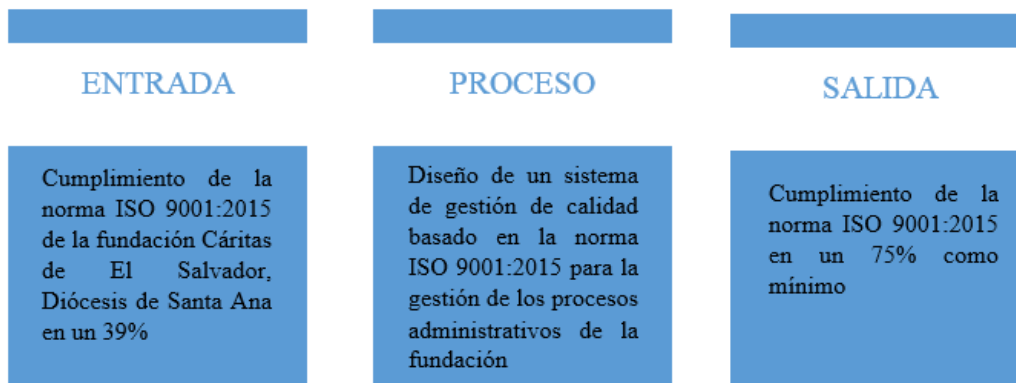 ENTRADA
Cumplimiento de la
norma ISO 9001:2015
de la fundación Cáritas
de El Salvador,
Diócesis de Santa Ana
en un 39%
PROCESO
Diseño de un sistema
de gestión de calidad
basado en la norma
ISO 9001:2015 para la
gestión de los procesos
administrativos de la
fundación
SALIDA
Cumplimiento de la
norma ISO 9001:2015
en un 75% como
mínimo